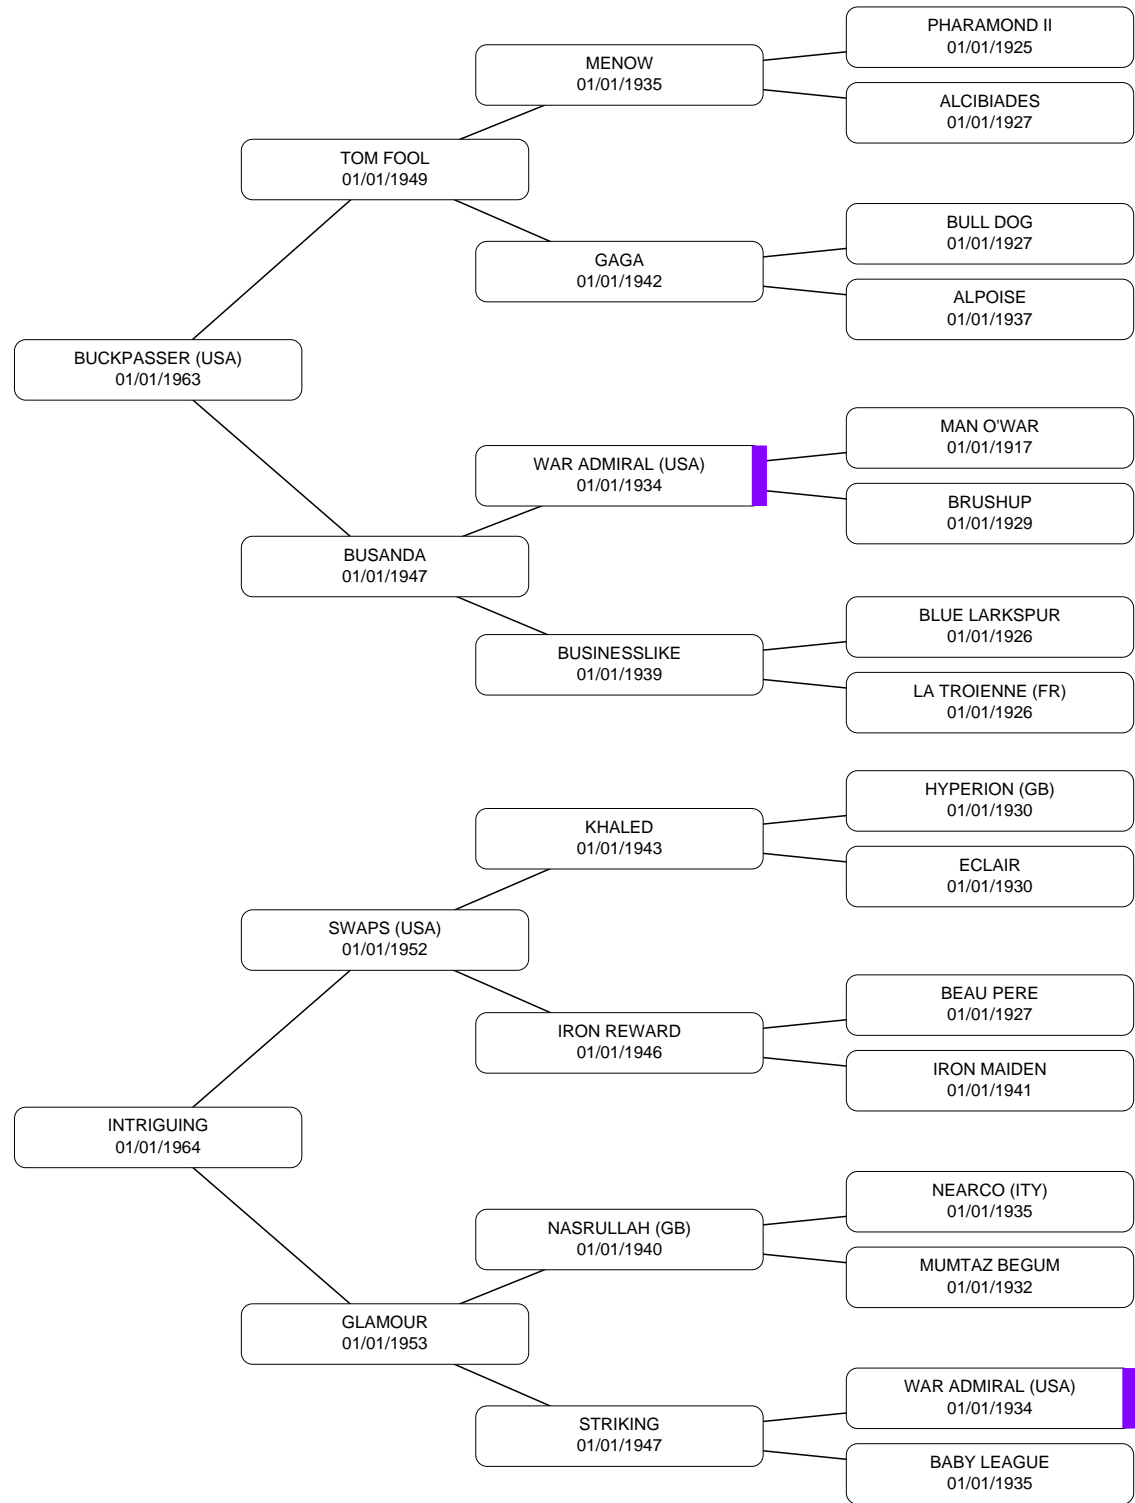 PHARAMOND II
01/01/1925
MENOW
01/01/1935
ALCIBIADES
01/01/1927
TOM FOOL
01/01/1949
BULL DOG
01/01/1927
GAGA
01/01/1942
ALPOISE
01/01/1937
BUCKPASSER (USA)
01/01/1963
MAN O'WAR
01/01/1917
WAR ADMIRAL (USA)
01/01/1934
BRUSHUP
01/01/1929
BUSANDA
01/01/1947
BLUE LARKSPUR
01/01/1926
BUSINESSLIKE
01/01/1939
LA TROIENNE (FR)
01/01/1926
HYPERION (GB)
01/01/1930
KHALED
01/01/1943
ECLAIR
01/01/1930
SWAPS (USA)
01/01/1952
BEAU PERE
01/01/1927
IRON REWARD
01/01/1946
IRON MAIDEN
01/01/1941
INTRIGUING
01/01/1964
NEARCO (ITY)
01/01/1935
NASRULLAH (GB)
01/01/1940
MUMTAZ BEGUM
01/01/1932
GLAMOUR
01/01/1953
WAR ADMIRAL (USA)
01/01/1934
STRIKING
01/01/1947
BABY LEAGUE
01/01/1935